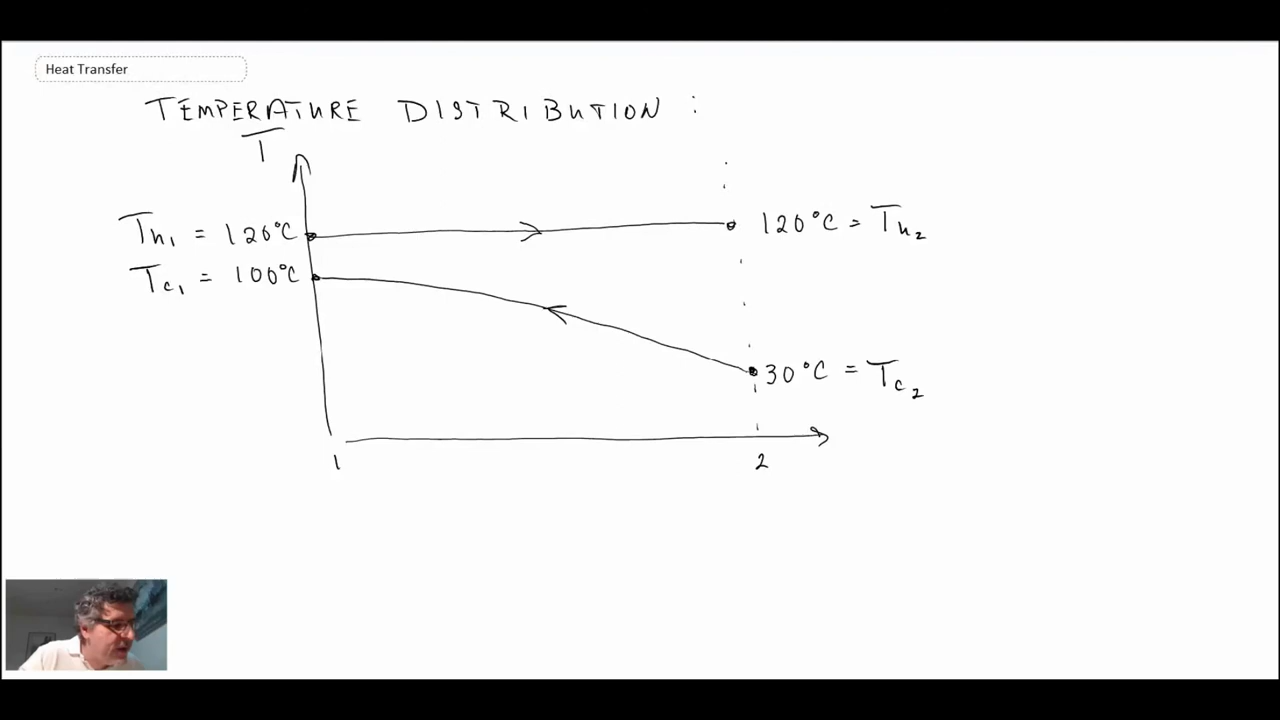 Heat Transfer
TEMPERATURE DISTRIBUTION :
T
Th1 = 120°C
120°C = Th2
Tc1 = 100°C
30°C = Tc2
1
2